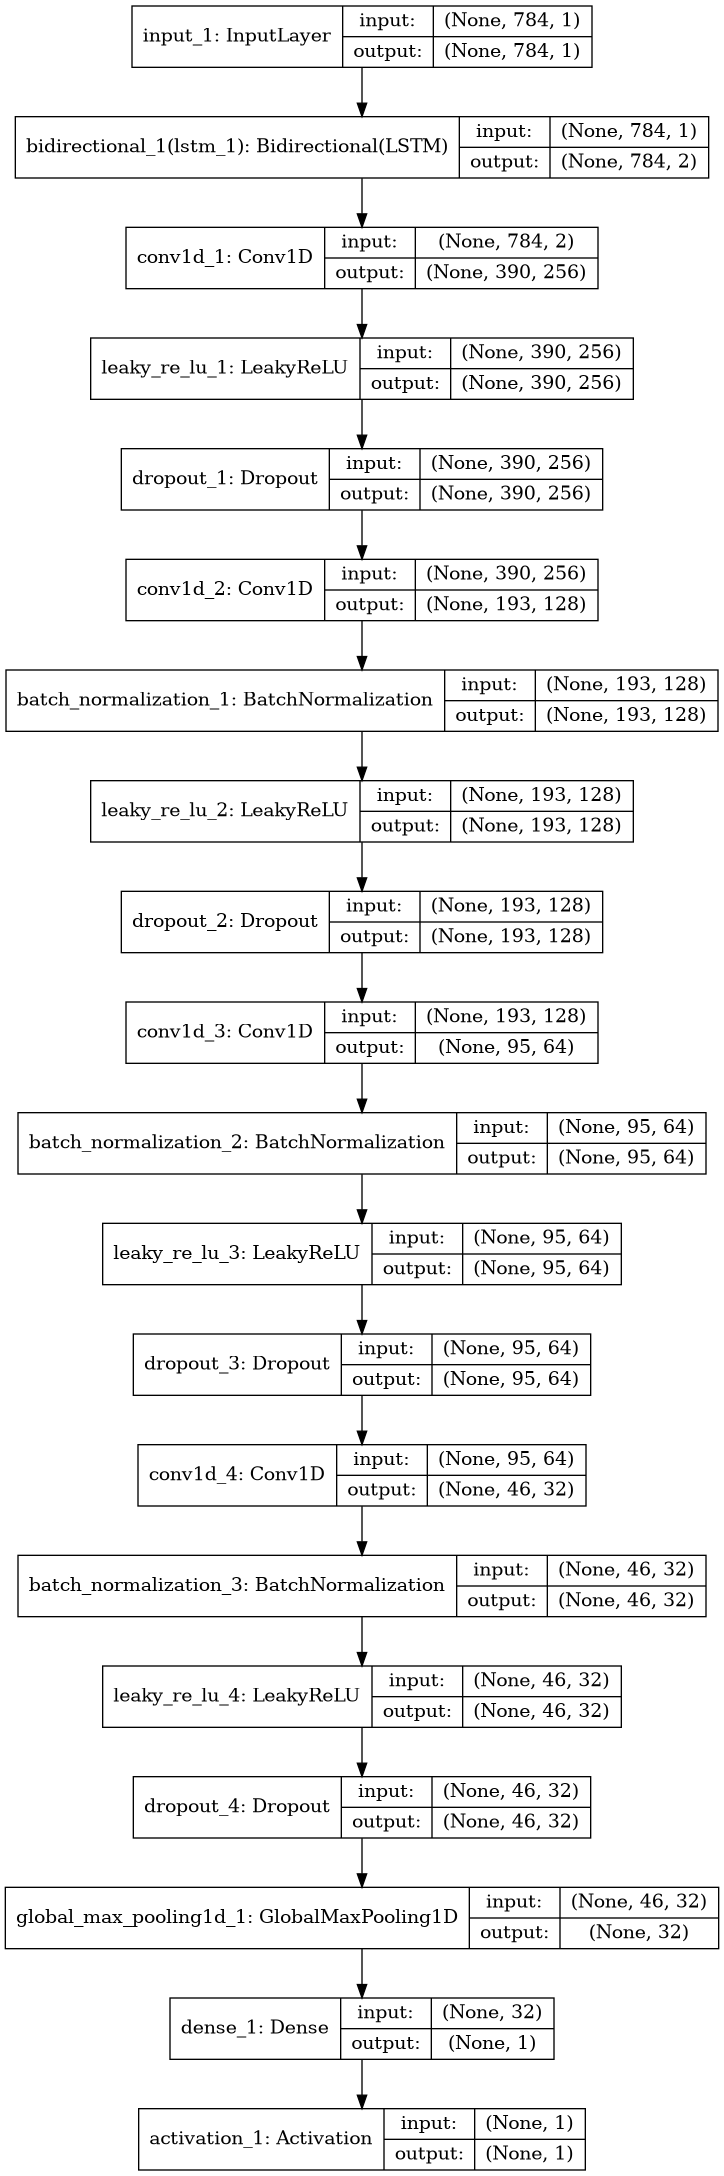 input_1: InputLayer
input: (None, 784, 1)
output: (None, 784, 1)
bidirectional_1(lstm_1): Bidirectional(LSTM)
input: (None, 784, 1)
output: (None, 784, 2)
conv1d_1: Conv1D
input: (None, 784, 2)
output: (None, 390, 256)
leaky_re_lu_1: LeakyReLU
input: (None, 390, 256)
output: (None, 390, 256)
dropout_1: Dropout
input: (None, 390, 256)
output: (None, 390, 256)
conv1d_2: Conv1D
input: (None, 390, 256)
output: (None, 193, 128)
batch_normalization_1: BatchNormalization
input: (None, 193, 128)
output: (None, 193, 128)
leaky_re_lu_2: LeakyReLU
input: (None, 193, 128)
output: (None, 193, 128)
dropout_2: Dropout
input: (None, 193, 128)
output: (None, 193, 128)
conv1d_3: Conv1D
input: (None, 193, 128)
output: (None, 95, 64)
batch_normalization_2: BatchNormalization
input: (None, 95, 64)
output: (None, 95, 64)
leaky_re_lu_3: LeakyReLU
input: (None, 95, 64)
output: (None, 95, 64)
dropout_3: Dropout
input: (None, 95, 64)
output: (None, 95, 64)
conv1d_4: Conv1D
input: (None, 95, 64)
output: (None, 46, 32)
batch_normalization_3: BatchNormalization
input: (None, 46, 32)
output: (None, 46, 32)
leaky_re_lu_4: LeakyReLU
input: (None, 46, 32)
output: (None, 46, 32)
dropout_4: Dropout
input: (None, 46, 32)
output: (None, 46, 32)
global_max_pooling1d_1: GlobalMaxPooling1D
input: (None, 46, 32)
output: (None, 32)
dense_1: Dense
input: (None, 32)
output: (None, 1)
activation_1: Activation
input: (None, 1)
output: (None, 1)